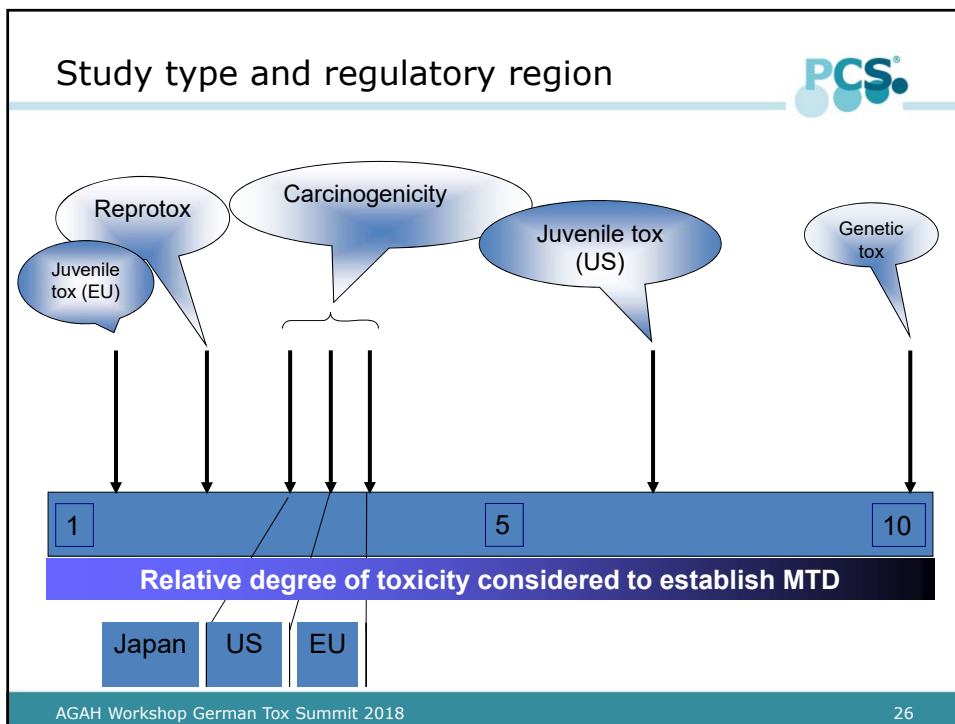 Study type and regulatory region
PCS®
Reprotox
Carcinogenicity
Juvenile tox
(US)
Genetic
tox
Juvenile
tox (EU)
1
5
10
Relative degree of toxicity considered to establish MTD
Japan
US
EU
AGAH Workshop German Tox Summit 2018
26